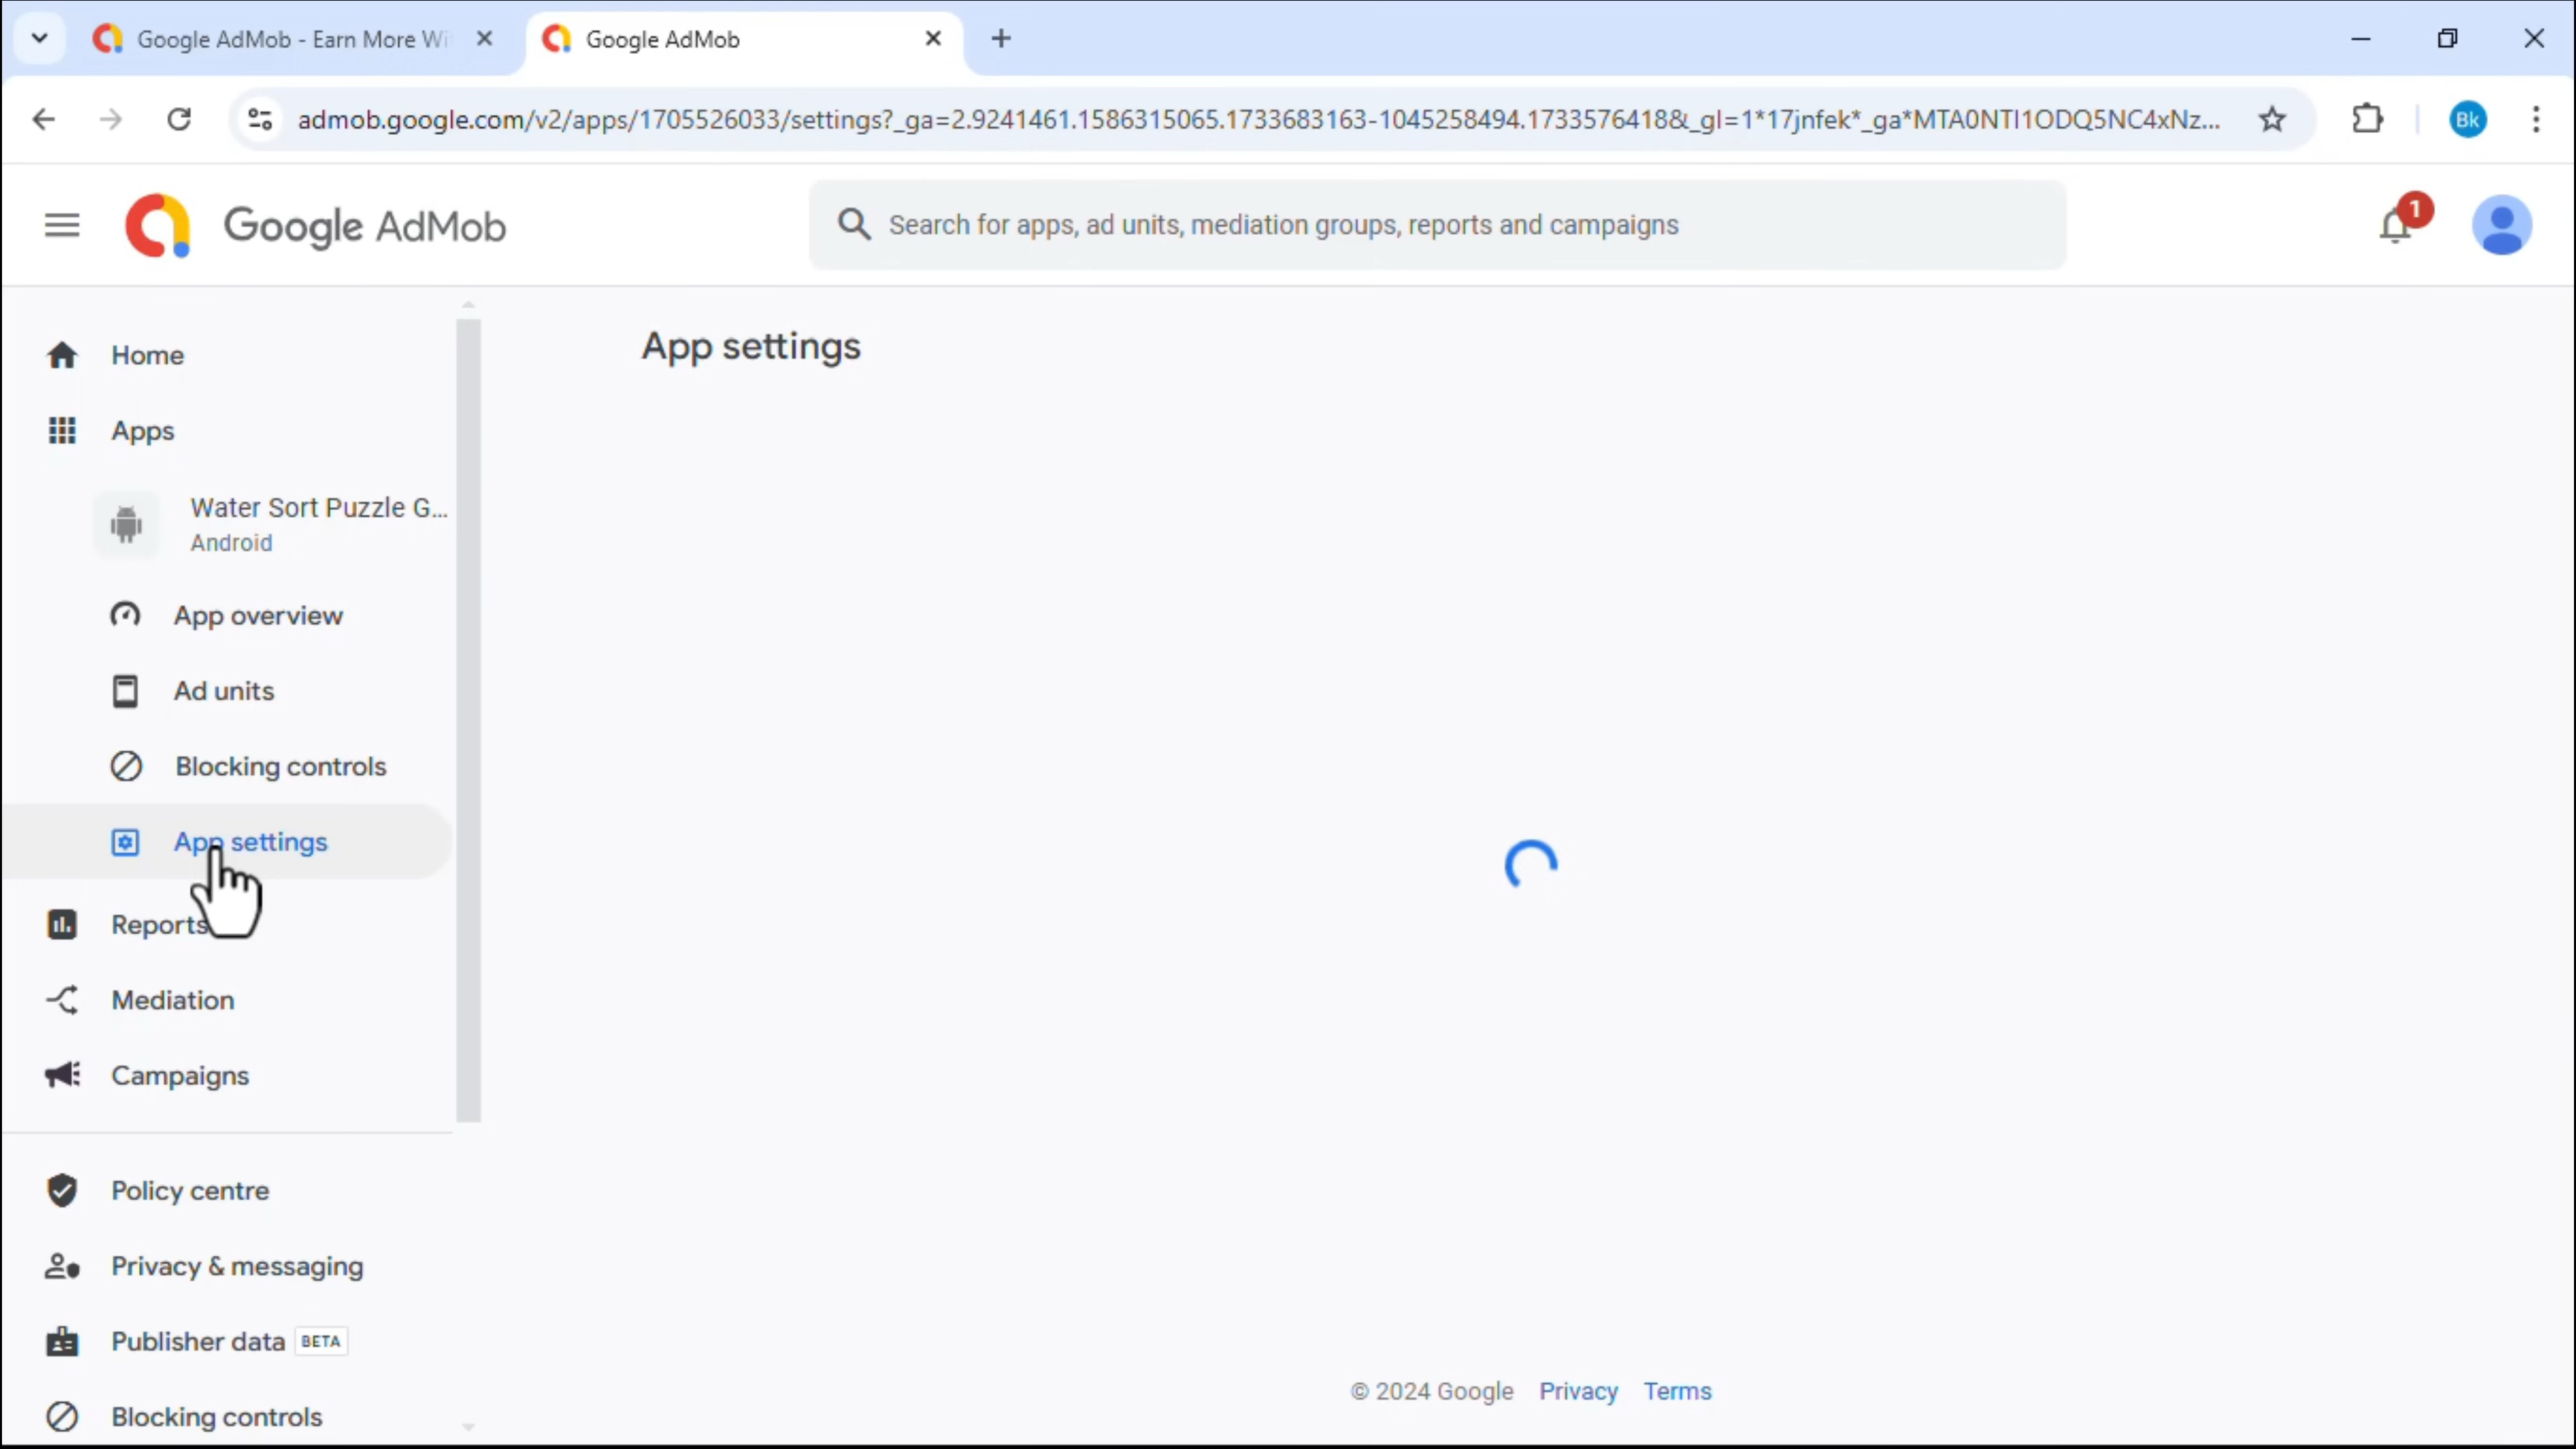 Google AdMob - Earn More Wi
Google AdMob
admob.google.com/v2/apps/1705526033/settings?_ga=2.9241461.1586315065.1733683163-1045258494.1733576418&_gl=1*17jnfek*_ga*MTA0NTI1ODQ5NC4xNz...
Bk
Google AdMob
Search for apps, ad units, mediation groups, reports and campaigns
1
App settings
Home
Apps
Water Sort Puzzle G...
Android
App overview
Ad units
Blocking controls
App settings
Reports
Mediation
Campaigns
Policy centre
Privacy & messaging
Publisher data BETA
Blocking controls
© 2024 Google Privacy Terms